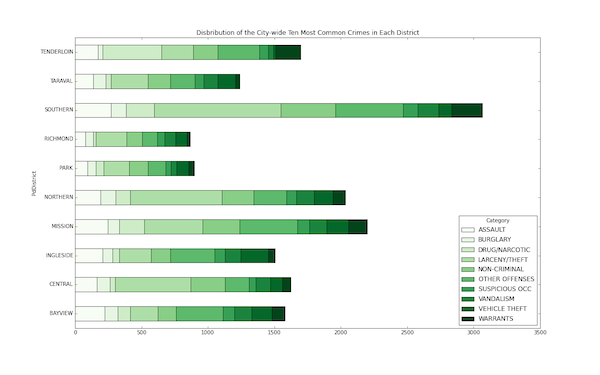 Disbribution of the City-wide Ten Most Common Crimes in Each District
TENDERLOIN
TARAVAL
SOUTHERN
RICHMOND
PARK
NORTHERN
MISSION
INGLESIDE
CENTRAL
BAYVIEW
PdDistrict
Category
ASSAULT
BURGLARY
DRUG/NARCOTIC
LARCENY/THEFT
NON-CRIMINAL
OTHER OFFENSES
SUSPICIOUS OCC
VANDALISM
VEHICLE THEFT
WARRANTS
0 500 1000 1500 2000 2500 3000 3500